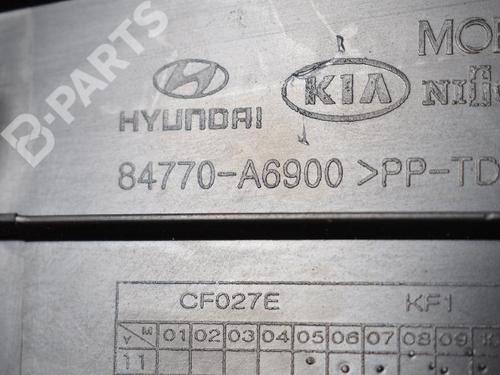 B-PARTS
HYUNDAI KIA
84770-A6900 >PP-TD
CF027E KF1
M 01 02 03 04 05 06 07 08 09
Y
11